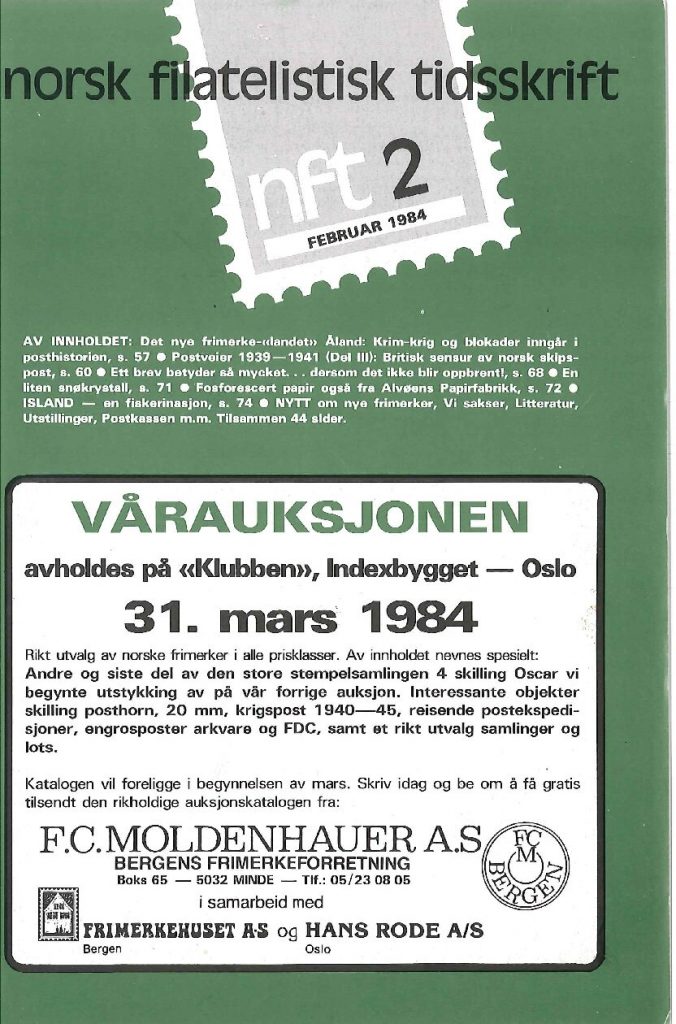 norsk filatelistisk tidsskrift
nft 2
FEBRUAR 1984
AV INNHOLDET: Det nye frimerke-«landet» Åland: Krim-krig og blokader inngår i
posthistorien, s. 57 ● Postveier 1939—1941 (Del III): Britisk sensur av norsk skips-
post, s. 60 ● Ett brev betyder så mycket. . . dersom det ikke blir oppbrent!, s. 68 ● En
liten snøkrystall, s. 71 ● Fosforescert papir også fra Alvøens Papirfabrikk, s. 72 ●
ISLAND — en fiskerinasjon, s. 74 ● NYTT om nye frimerker, Vi sakser, Litteratur,
Utstillinger, Postkassen m.m. Tilsammen 44 sider.
VÅRAUKSJONEN
avholdes på «Klubben», Indexbygget — Oslo
31. mars 1984
Rikt utvalg av norske frimerker i alle prisklasser. Av innholdet nevnes spesielt:
Andre og siste del av den store stempelsamlingen 4 skilling Oscar vi
begynte utstykking av på vår forrige auksjon. Interessante objekter
skilling posthorn, 20 mm, krigspost 1940—45, reisende postekspedi-
sjoner, engrosposter arkvare og FDC, samt et rikt utvalg samlinger og
lots.
Katalogen vil foreligge i begynnelsen av mars. Skriv idag og be om å få gratis
tilsendt den rikholdige auksjonskatalogen fra:
F.C. MOLDENHAUER A.S
BERGENS FRIMERKEFORRETNING
Boks 65 — 5032 MINDE — Tlf.: 05/23 08 05
FC
M
BERGEN
i samarbeid med
FRIMERKEHUSET A·S og HANS RODE A/S
Bergen Oslo